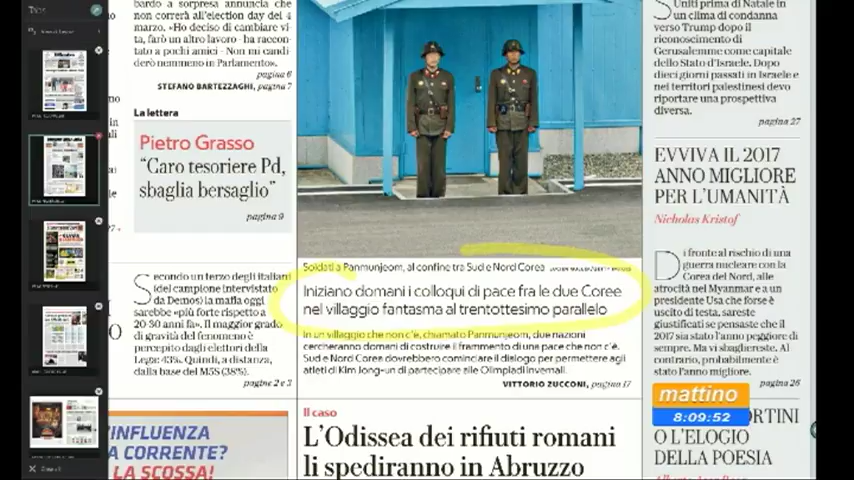 bardo a sorpresa annuncia che
non correrà all'election day del 4
marzo. «Ho deciso di cambiare vi-
ta, farò un altro lavoro - ha raccon-
tato a pochi amici - Non mi candi-
derò nemmeno in Parlamento».
pagina 6
STEFANO BARTEZZAGHI, pagina 7
La lettera
Pietro Grasso
“Caro tesoriere Pd,
sbaglia bersaglio”
pagina 9
Secondo un terzo degli italiani
(del campione intervistato
da Demos) la mafia oggi
sarebbe «più forte rispetto a
20-30 anni fa». Il maggior grado
di gravità del fenomeno è
percepito dagli elettori della
Lega: 43%. Quindi, a distanza,
dalla base del M5S (38%).
pagine 2 e 3
L'INFLUENZA
CORRENTE?
LA SCOSSA!
Soldati a Panmunjeom, al confine tra Sud e Nord Corea
Iniziano domani i colloqui di pace fra le due Coree
nel villaggio fantasma al trentottesimo parallelo
In un villaggio che non c'è, chiamato Panmunjeom, due nazioni
cercheranno domani di costruire il frammento di una pace che non c'è.
Sud e Nord Corea dovrebbero cominciare il dialogo per permettere agli
atleti di Kim Jong-un di partecipare alle Olimpiadi invernali.
VITTORIO ZUCCONI, pagina 17
Il caso
L'Odissea dei rifiuti romani
li spediranno in Abruzzo
Uniti prima di Natale in
un clima di condanna
verso Trump dopo il
riconoscimento di
Gerusalemme come capitale
dello Stato d'Israele. Dopo
dieci giorni passati in Israele e
nei territori palestinesi devo
riportare una prospettiva
diversa.
pagina 27
EVVIVA IL 2017
ANNO MIGLIORE
PER L'UMANITÀ
Nicholas Kristof
Di fronte al rischio di una
guerra nucleare con la
Corea del Nord, alle
atrocità nel Myanmar e a un
presidente Usa che forse è
uscito di testa, sareste
giustificati se pensaste che il
2017 sia stato l'anno peggiore di
sempre. Ma vi sbagliereste. Al
contrario, probabilmente è
stato l'anno migliore.
pagina 26
mattino
8:09:52
ORTINI
O L'ELOGIO
DELLA POESIA